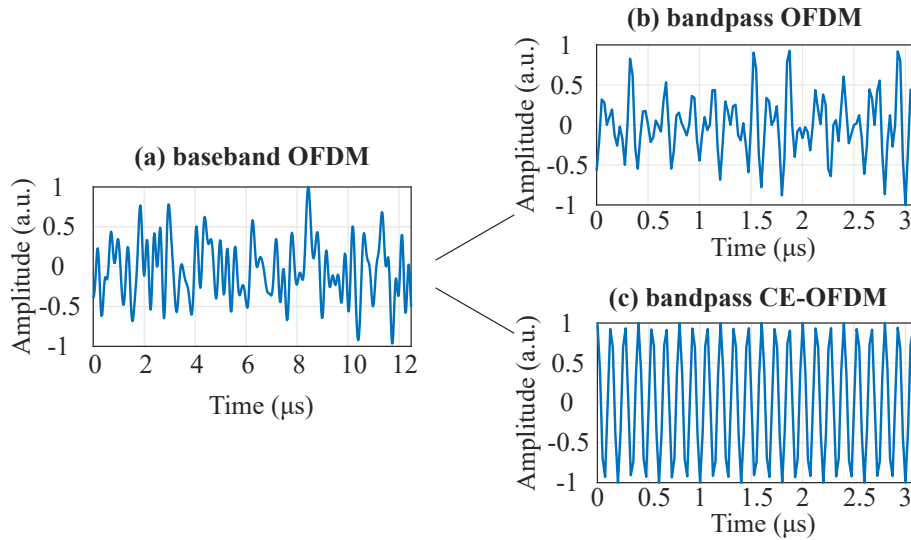 (a) baseband OFDM
Amplitude (a.u.)
1
0.5
0
-0.5
-1
0 2 4 6 8 10 12
Time (μs)
(b) bandpass OFDM
Amplitude (a.u.)
1
0.5
0
-0.5
-1
0 0.5 1 1.5 2 2.5 3
Time (μs)
(c) bandpass CE-OFDM
Amplitude (a.u.)
1
0.5
0
-0.5
-1
0 0.5 1 1.5 2 2.5 3
Time (μs)